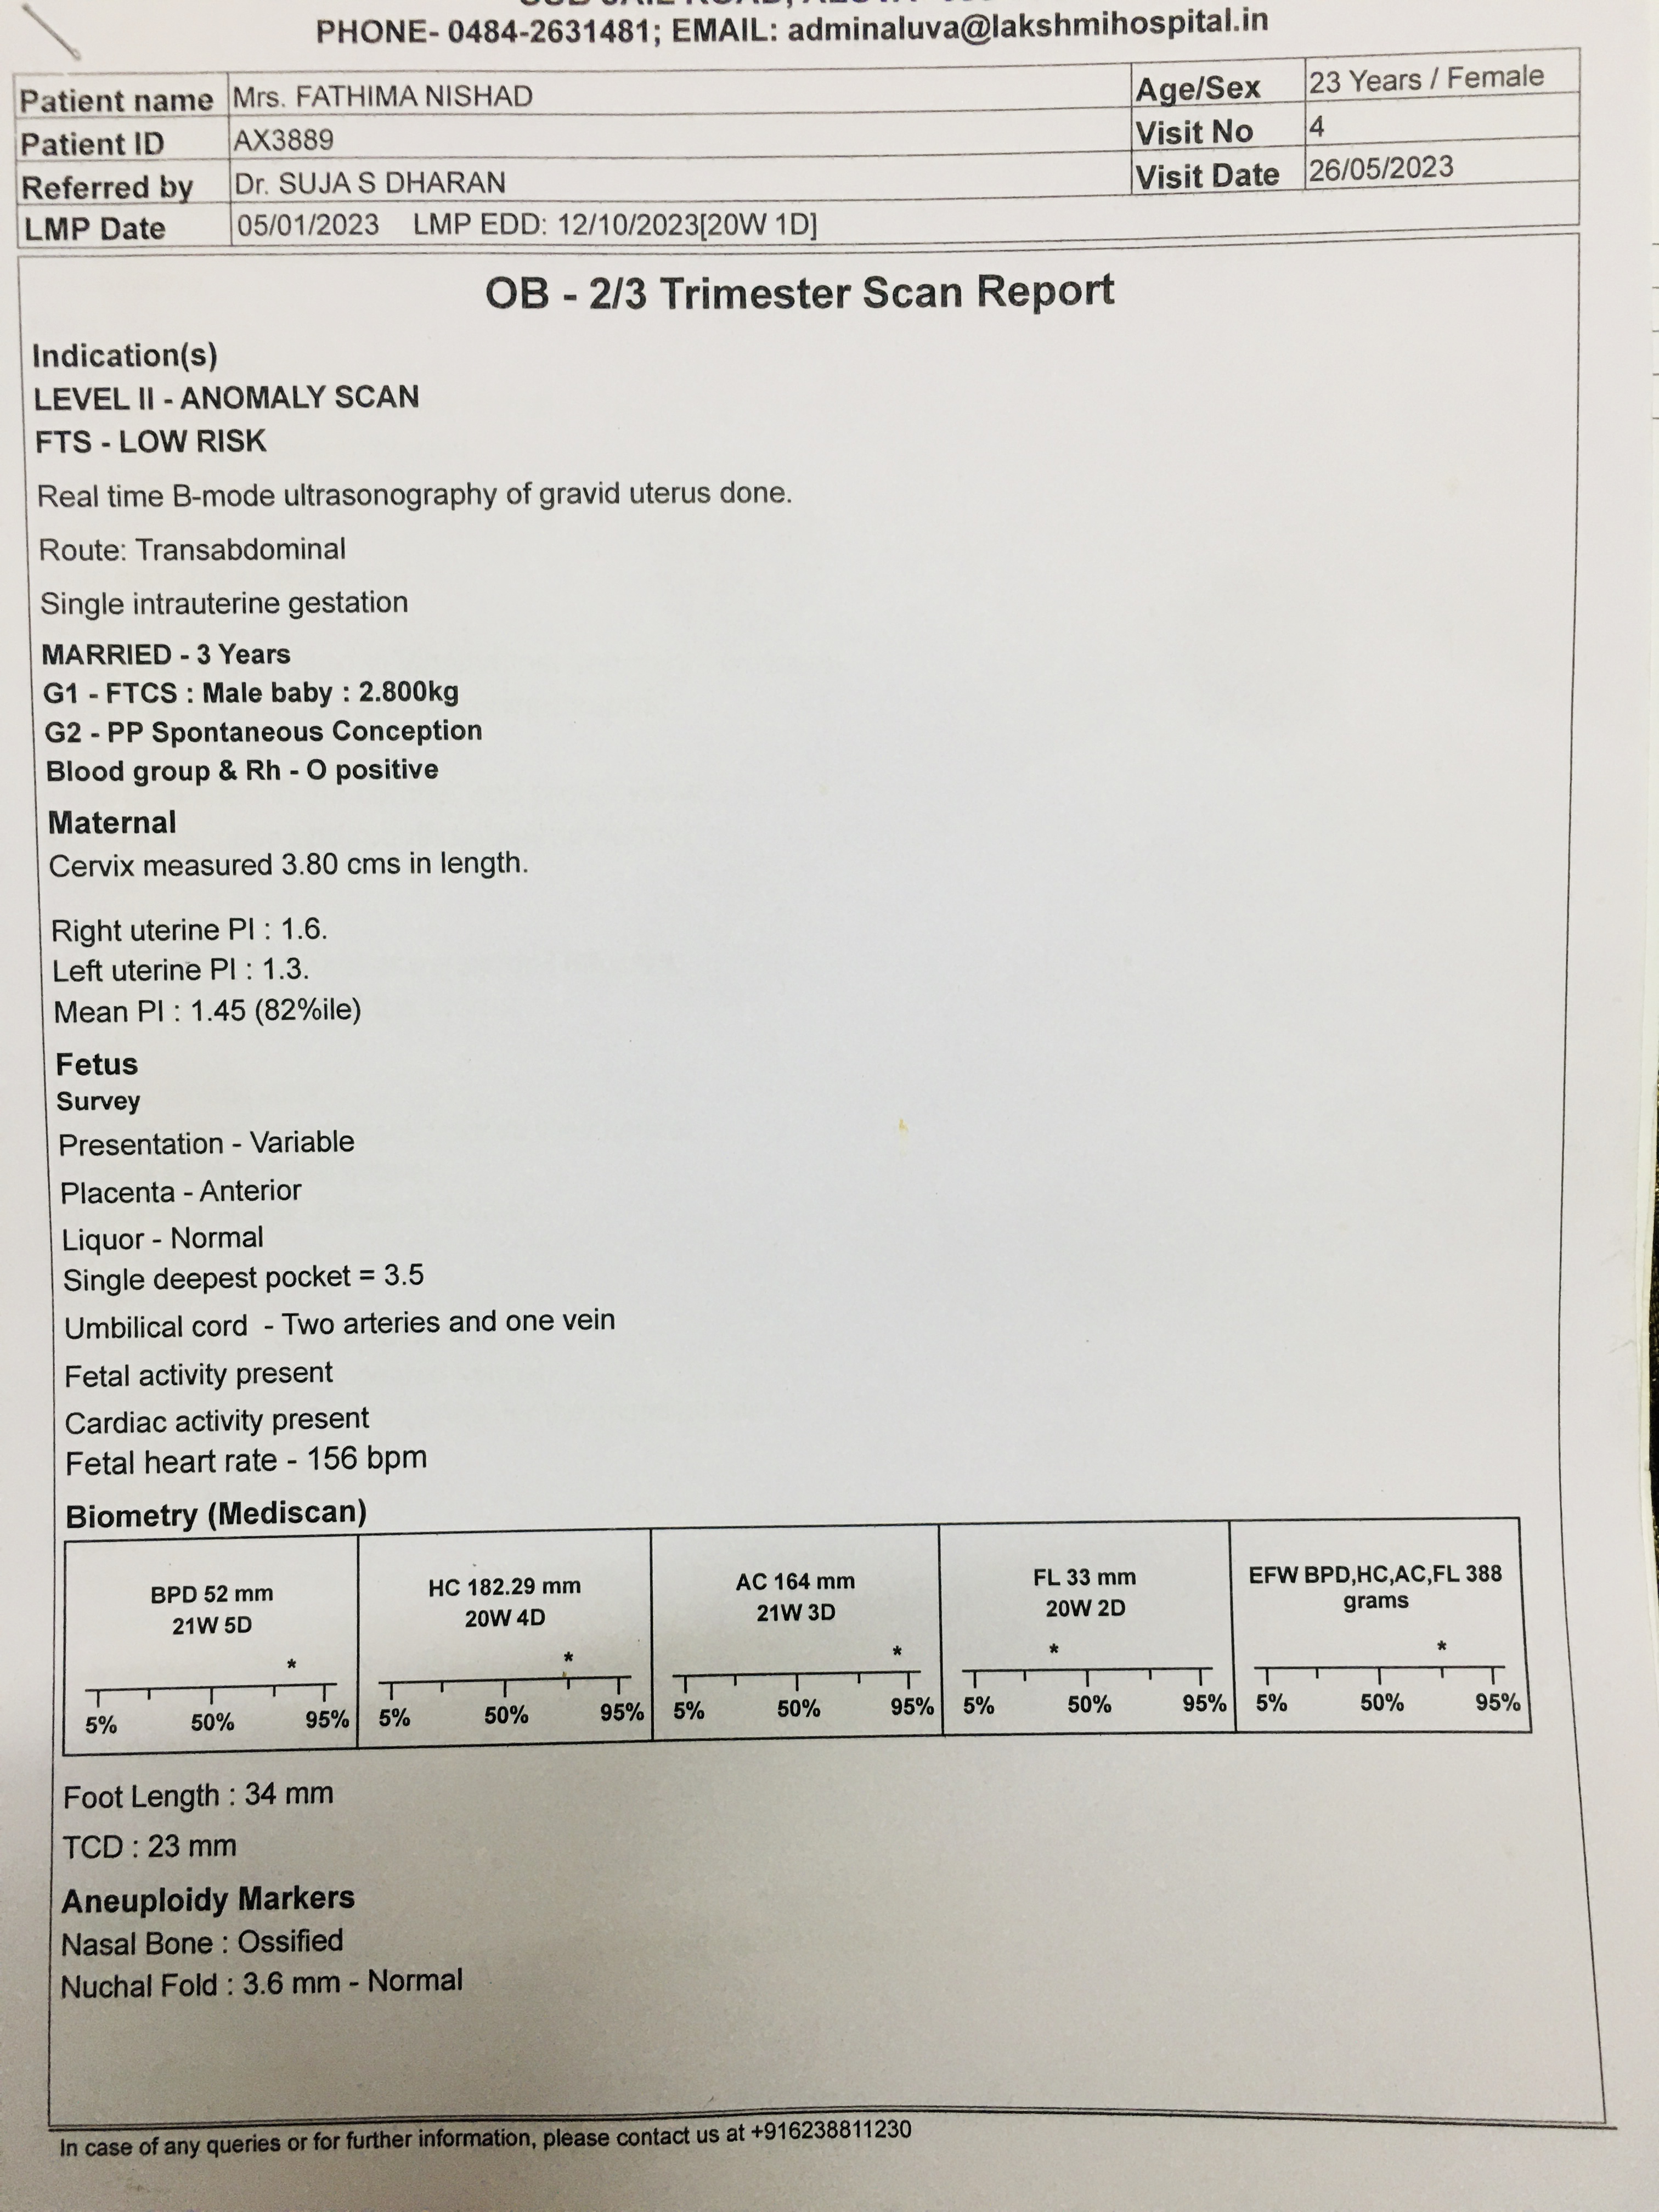 PHONE- 0484-2631481; EMAIL: adminaluva@lakshmihospital.in
Patient name Mrs. FATHIMA NISHAD Age/Sex 23 Years / Female
Patient ID AX3889 Visit No 4
Referred by Dr. SUJA S DHARAN Visit Date 26/05/2023
LMP Date 05/01/2023 LMP EDD: 12/10/2023[20W 1D]
OB - 2/3 Trimester Scan Report
Indication(s)
LEVEL II - ANOMALY SCAN
FTS - LOW RISK
Real time B-mode ultrasonography of gravid uterus done.
Route: Transabdominal
Single intrauterine gestation
MARRIED - 3 Years
G1 - FTCS : Male baby : 2.800kg
G2 - PP Spontaneous Conception
Blood group & Rh - O positive
Maternal
Cervix measured 3.80 cms in length.
Right uterine PI : 1.6.
Left uterine PI : 1.3.
Mean PI : 1.45 (82%ile)
Fetus
Survey
Presentation - Variable
Placenta - Anterior
Liquor - Normal
Single deepest pocket = 3.5
Umbilical cord - Two arteries and one vein
Fetal activity present
Cardiac activity present
Fetal heart rate - 156 bpm
Biometry (Mediscan)
BPD 52 mm
21W 5D
*
5% 50% 95%
HC 182.29 mm
20W 4D
*
5% 50% 95%
AC 164 mm
21W 3D
*
5% 50% 95%
FL 33 mm
20W 2D
*
5% 50% 95%
EFW BPD,HC,AC,FL 388
grams
*
5% 50% 95%
Foot Length : 34 mm
TCD : 23 mm
Aneuploidy Markers
Nasal Bone : Ossified
Nuchal Fold : 3.6 mm - Normal
In case of any queries or for further information, please contact us at +916238811230